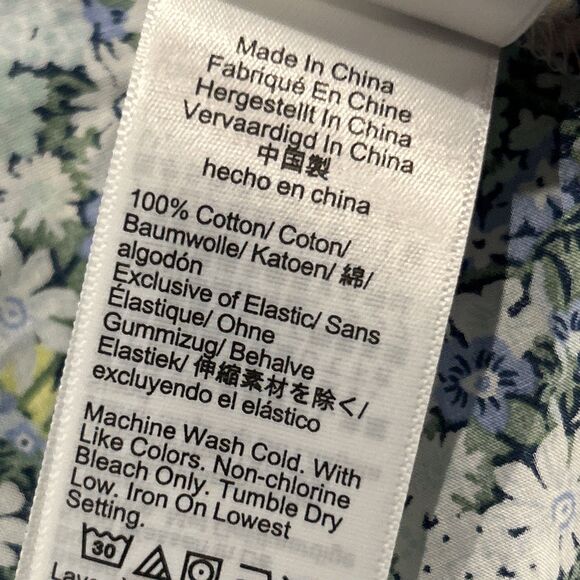 Made In China
Fabriqué En Chine
Hergestellt In China
Vervaardigd In China
中国製
hecho en china
100% Cotton/ Coton/
Baumwolle/ Katoen/ 綿/
algodón
Exclusive of Elastic/ Sans
Élastique/ Ohne
Gummizug/ Behalve
Elastiek/ 伸縮素材を除く/
excluyendo el elástico
Machine Wash Cold. With
Like Colors. Non-chlorine
Bleach Only. Tumble Dry
Low. Iron On Lowest
Setting.
30